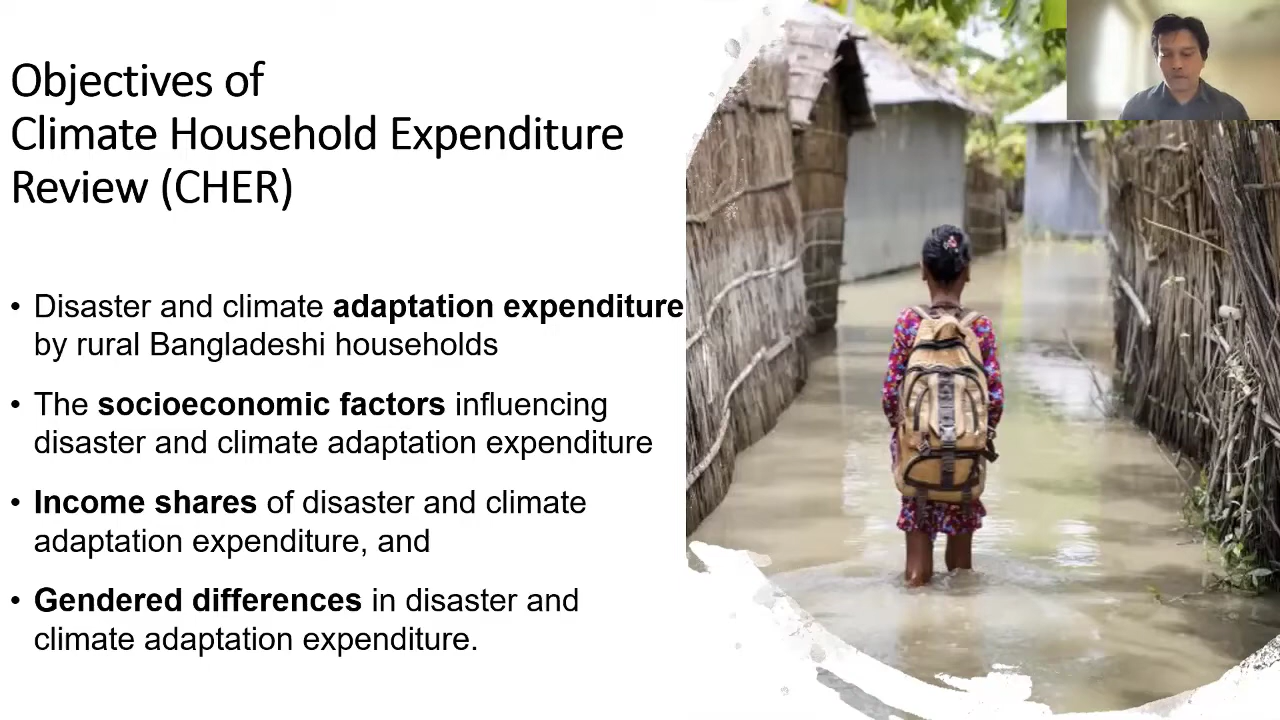 Objectives of
Climate Household Expenditure
Review (CHER)
• Disaster and climate adaptation expenditure
by rural Bangladeshi households
• The socioeconomic factors influencing
disaster and climate adaptation expenditure
• Income shares of disaster and climate
adaptation expenditure, and
• Gendered differences in disaster and
climate adaptation expenditure.